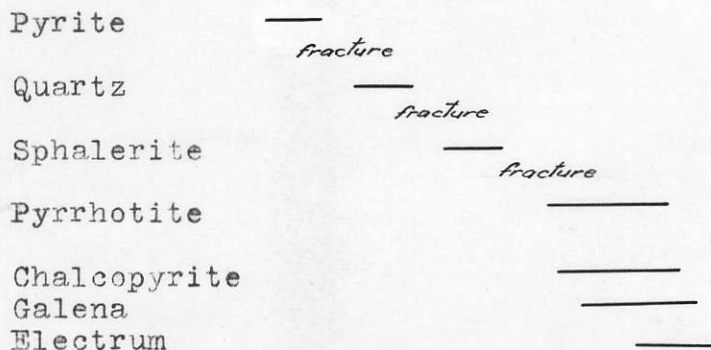 Pyrite
fracture
Quartz
fracture
Sphalerite
fracture
Pyrrhotite
Chalcopyrite
Galena
Electrum